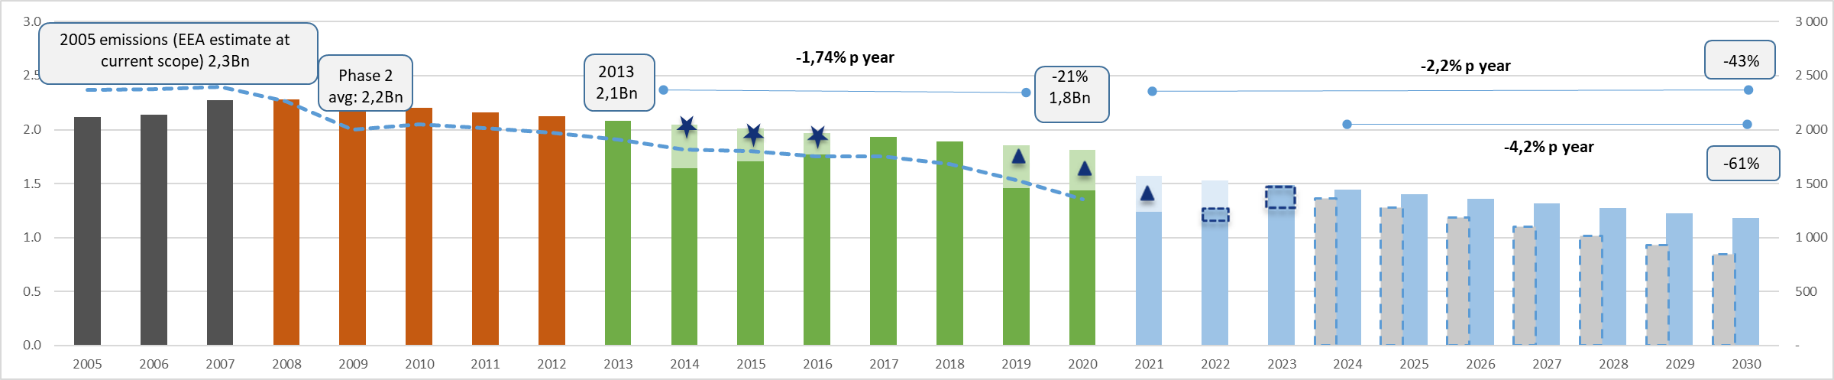 3.0
2.5
2.0
1.5
1.0
0.5
0.0
2005 emissions (EEA estimate at
current scope) 2,3Bn
Phase 2
avg: 2,2Bn
2013
2,1Bn
-1,74% p year
-21%
1,8Bn
-2,2% p year
-43%
-4,2% p year
-61%
3 000
2 500
2 000
1 500
1 000
500
-
2005 2006 2007 2008 2009 2010 2011 2012 2013 2014 2015 2016 2017 2018 2019 2020 2021 2022 2023 2024 2025 2026 2027 2028 2029 2030